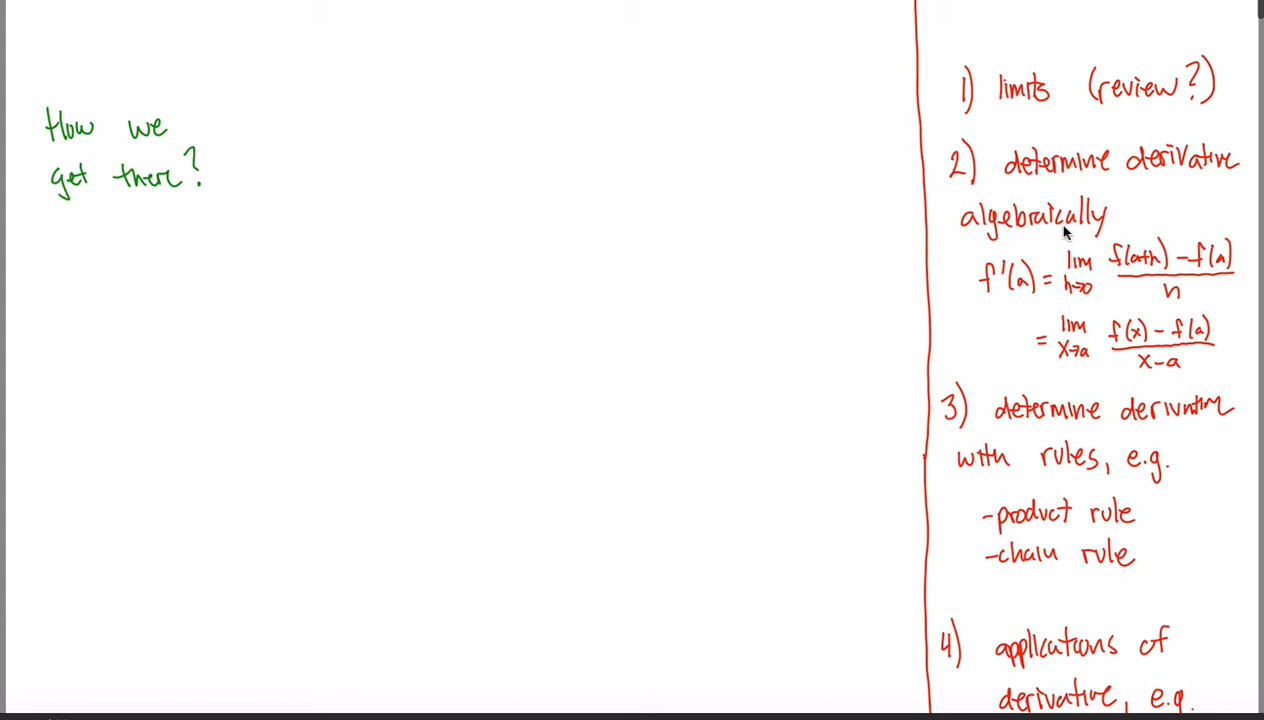 How we
get there?
1) limits (review?)
2) determine derivative
algebraically
f'(a) = lim h→0 f(a+h) - f(a) / h
= lim x→a f(x) - f(a) / x-a
3) determine derivative
with rules, e.g.
-product rule
-chain rule
4) applications of
derivative, e.g.